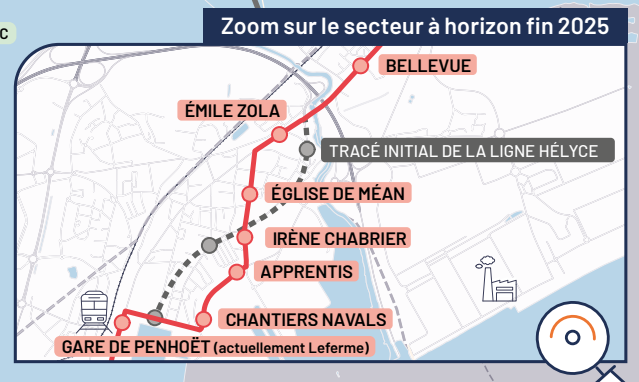 C
Zoom sur le secteur à horizon fin 2025
BELLEVUE
ÉMILE ZOLA
TRACÉ INITIAL DE LA LIGNE HÉLYCE
ÉGLISE DE MÉAN
IRÈNE CHABRIER
APPRENTIS
CHANTIERS NAVALS
GARE DE PENHOËT (actuellement Leferme)